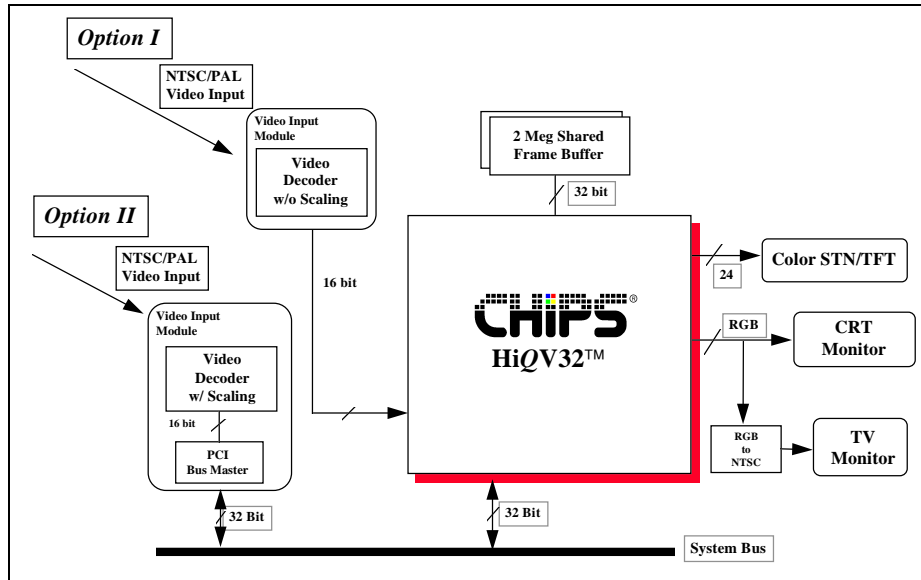 Option I
NTSC/PAL
Video Input
Video Input
Module
Video
Decoder
w/o Scaling
2 Meg Shared
Frame Buffer
32 bit
Option II
NTSC/PAL
Video Input
16 bit
Video Input
Module
Video
Decoder
w/ Scaling
16 bit
PCI
Bus Master
32 Bit
CHIPS®
HiQV32™
24
Color STN/TFT
RGB
CRT
Monitor
RGB
to
NTSC
TV
Monitor
32 Bit
System Bus